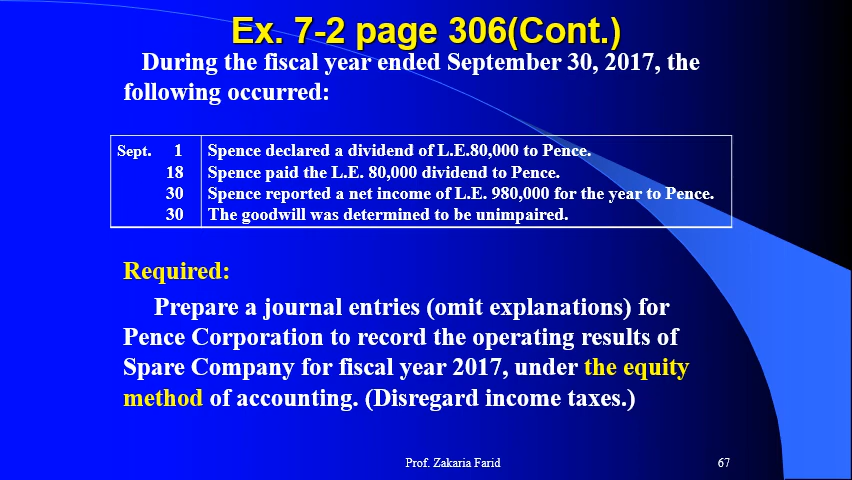 Ex. 7-2 page 306(Cont.)
During the fiscal year ended September 30, 2017, the
following occurred:
Sept. 1 Spence declared a dividend of L.E.80,000 to Pence.
18 Spence paid the L.E. 80,000 dividend to Pence.
30 Spence reported a net income of L.E. 980,000 for the year to Pence.
30 The goodwill was determined to be unimpaired.
Required:
Prepare a journal entries (omit explanations) for
Pence Corporation to record the operating results of
Spare Company for fiscal year 2017, under the equity
method of accounting. (Disregard income taxes.)
Prof. Zakaria Farid 67